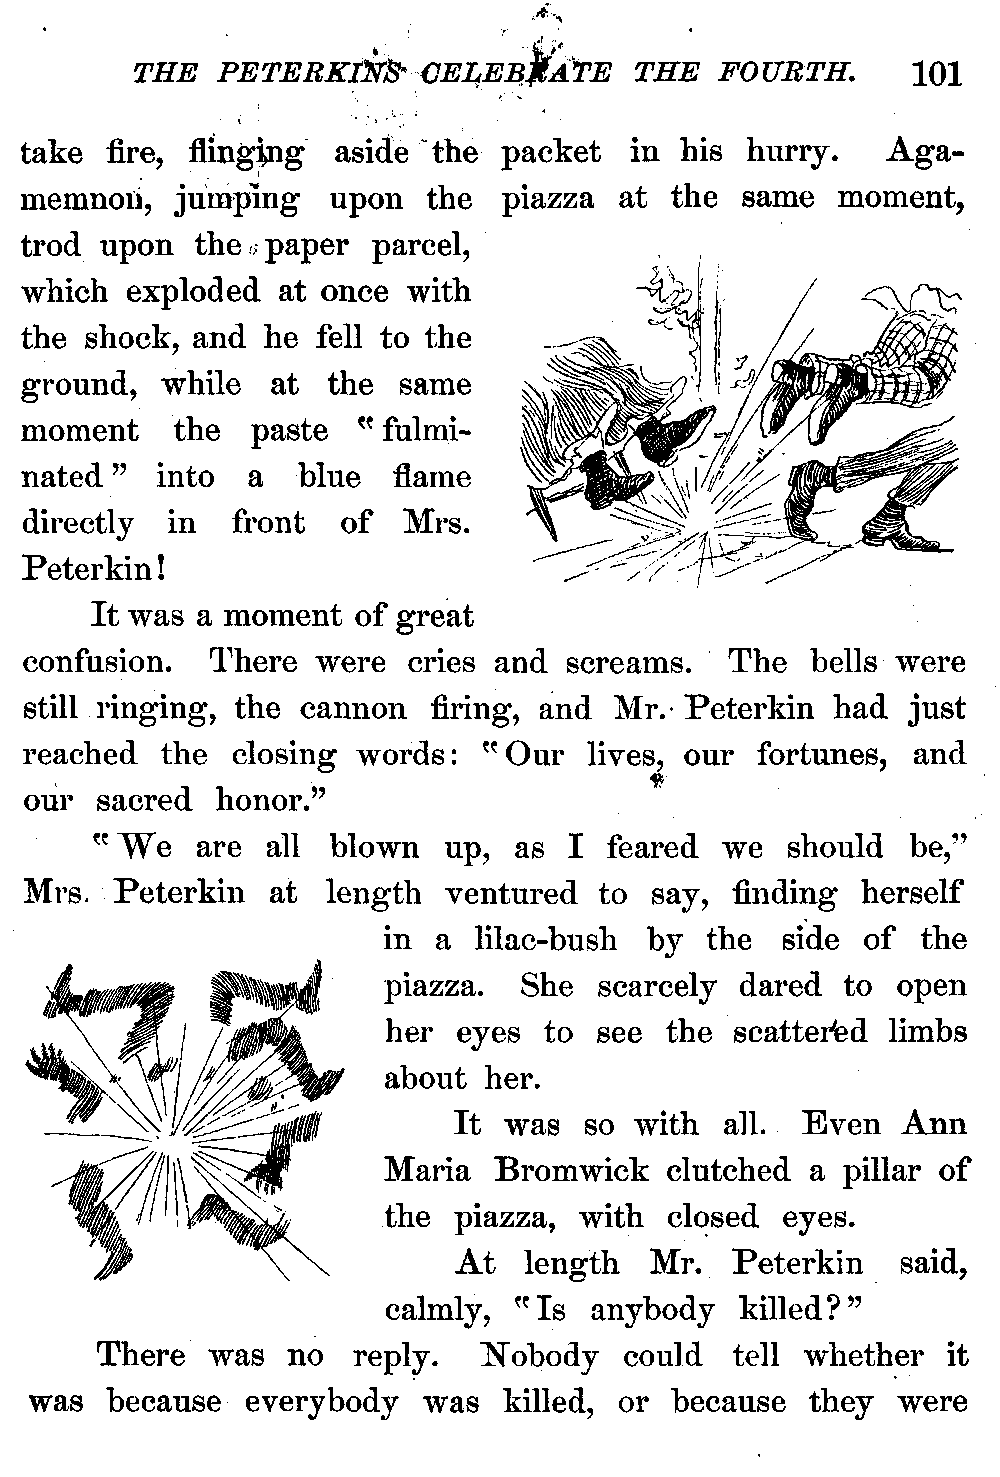 THE PETERKINS CELEBRATE THE FOURTH. 101
take fire, flinging aside the packet in his hurry. Aga-
memnon, jumping upon the piazza at the same moment,
trod upon the paper parcel,
which exploded at once with
the shock, and he fell to the
ground, while at the same
moment the paste "fulmi-
nated" into a blue flame
directly in front of Mrs.
Peterkin!
It was a moment of great
confusion. There were cries and screams. The bells were
still ringing, the cannon firing, and Mr. Peterkin had just
reached the closing words: "Our lives, our fortunes, and
our sacred honor."
"We are all blown up, as I feared we should be,"
Mrs. Peterkin at length ventured to say, finding herself
in a lilac-bush by the side of the
piazza. She scarcely dared to open
her eyes to see the scattered limbs
about her.
It was so with all. Even Ann
Maria Bromwick clutched a pillar of
the piazza, with closed eyes.
At length Mr. Peterkin said,
calmly, "Is anybody killed?"
There was no reply. Nobody could tell whether it
was because everybody was killed, or because they were